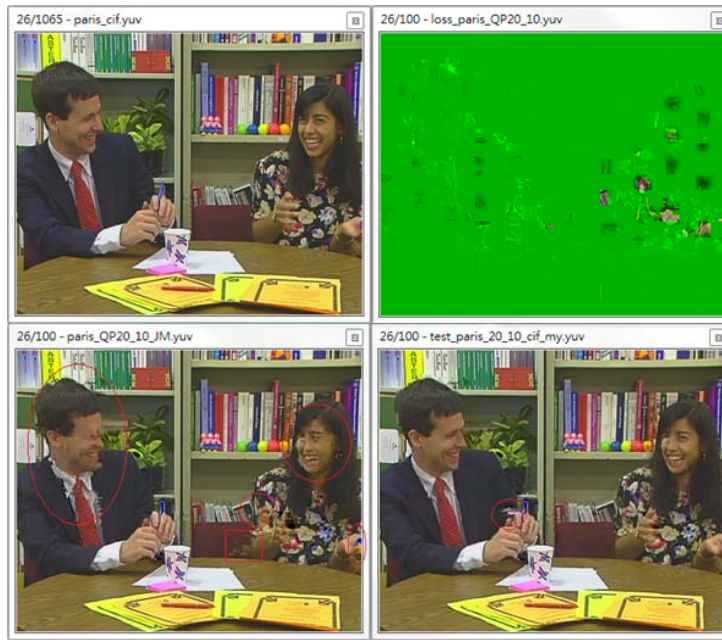 26/1065 - paris_cif.yuv
26/100 - loss_paris_QP20_10.yuv
26/100 - paris_QP20_10_JM.yuv
26/100 - test_paris_20_10_cif_my.yuv